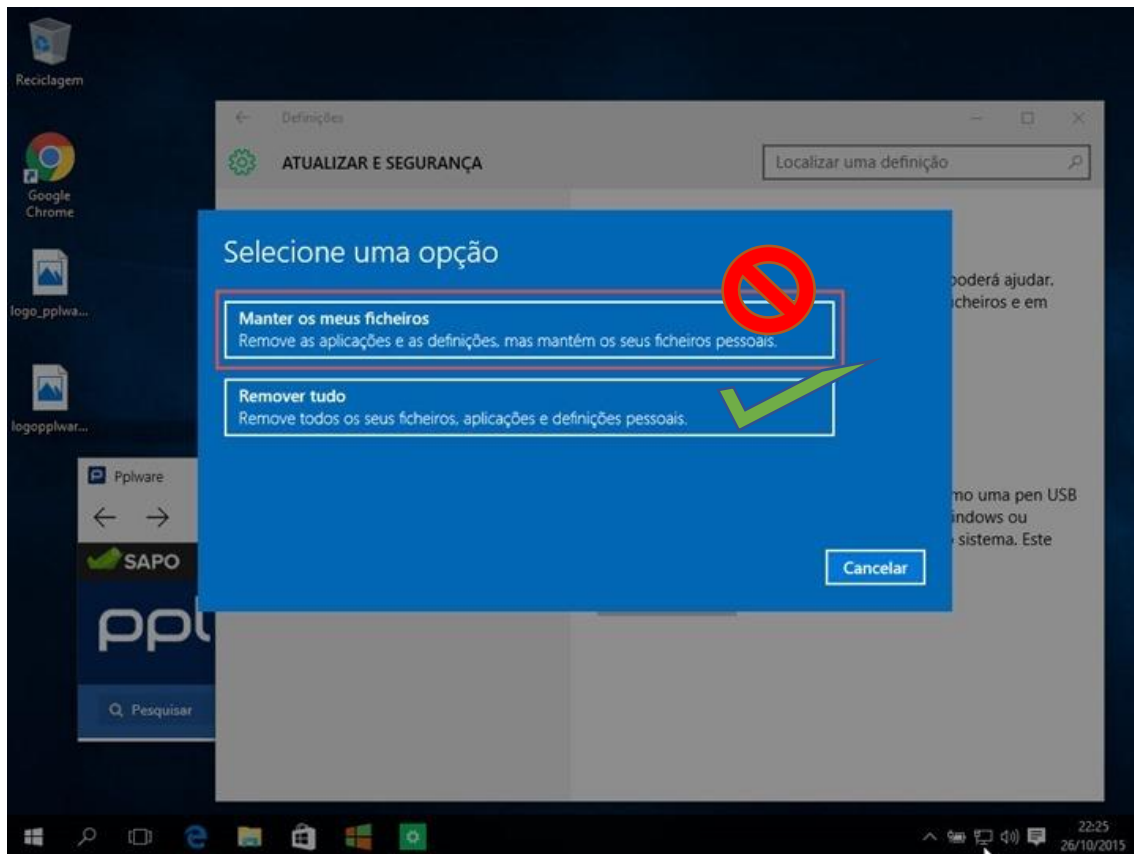 Reciclagem
Google
Chrome
logo_pplwa...
logopplwar...
Definições
ATUALIZAR E SEGURANÇA
Localizar uma definição
Selecione uma opção
Manter os meus ficheiros
Remove as aplicações e as definições, mas mantém os seus ficheiros pessoais.
Remover tudo
Remove todos os seus ficheiros, aplicações e definições pessoais.
Cancelar
poderá ajudar.
icheiros e em
mo uma pen USB
indows ou
sistema. Este
Pplware
SAPO
ppl
Pesquisar
22:25
26/10/2015